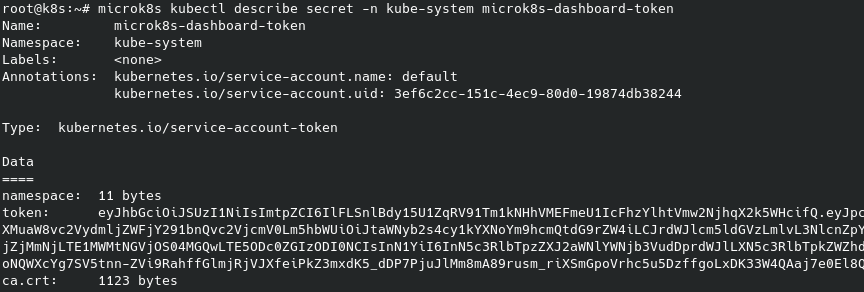 root@k8s:~# microk8s kubectl describe secret -n kube-system microk8s-dashboard-token
Name:         microk8s-dashboard-token
Namespace:    kube-system
Labels:       <none>
Annotations:  kubernetes.io/service-account.name: default
              kubernetes.io/service-account.uid: 3ef6c2cc-151c-4ec9-80d0-19874db38244
Type:  kubernetes.io/service-account-token
Data
====
namespace:  11 bytes
token:      eyJhbGciOiJSUzI1NiIsImtpZCI6IlFLSnlBdy15U1ZqRV91Tm1kNHhVMEFmeU1IcFhzYlhtVmw2NjhqX2k5WHcifQ.eyJpc
XMuaW8vc2VydmljZWFjY291bnQvc2VjcmV0Lm5hbWUiOiJtaWNyb2s4cy1kYXNoYm9hcmQtdG9rZW4iLCJrdWJlcm5ldGVzLmlvL3NlcnZpY
jZjMmNjLTE1MWMtNGVjOS04MGQwLTE5ODc0ZGIzODI0NCIsInN1YiI6InN5c3RlbTpzZXJ2aWNlYWNjb3VudDprdWJlLXN5c3RlbTpkZWZhd
oNQWXcYg7SV5tnn-ZVi9RahffGlmjRjVJXfeiPkZ3mxdK5_dDP7PjuJlMm8mA89rusm_riXSmGpoVrhc5u5DzffgoLxDK33W4QAaj7e0El8Q
ca.crt:     1123 bytes